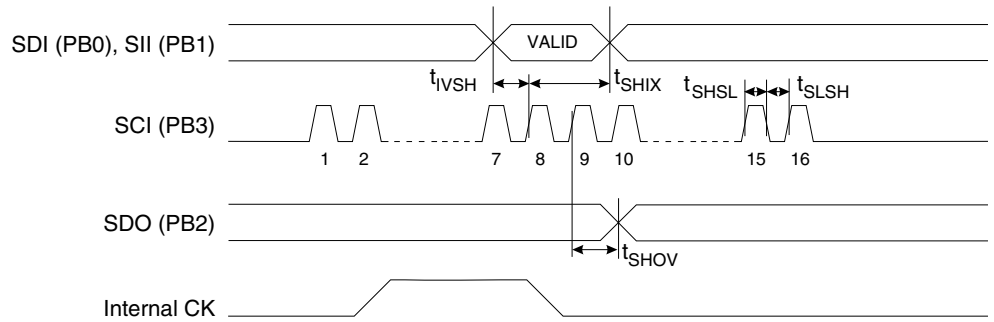 SDI (PB0), SII (PB1)
VALID
tIVSH
tSHIX
tSHSL
tSLSH
SCI (PB3)
1 2 7 8 9 10 15 16
SDO (PB2)
tSHOV
Internal CK